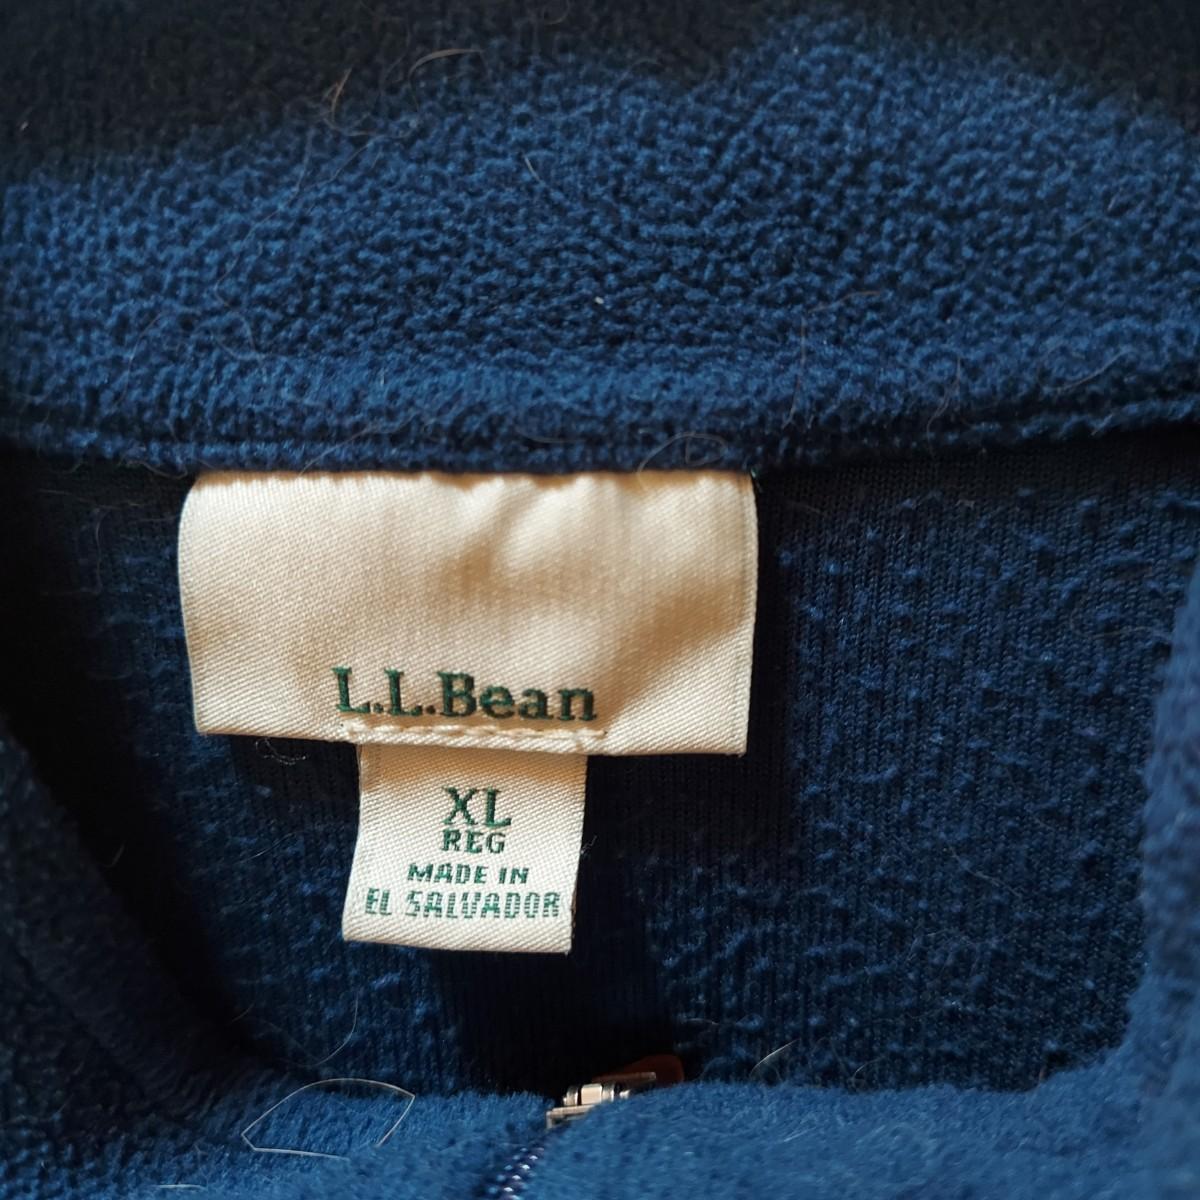 L.L.Bean
XL
REG
MADE IN
EL SALVADOR